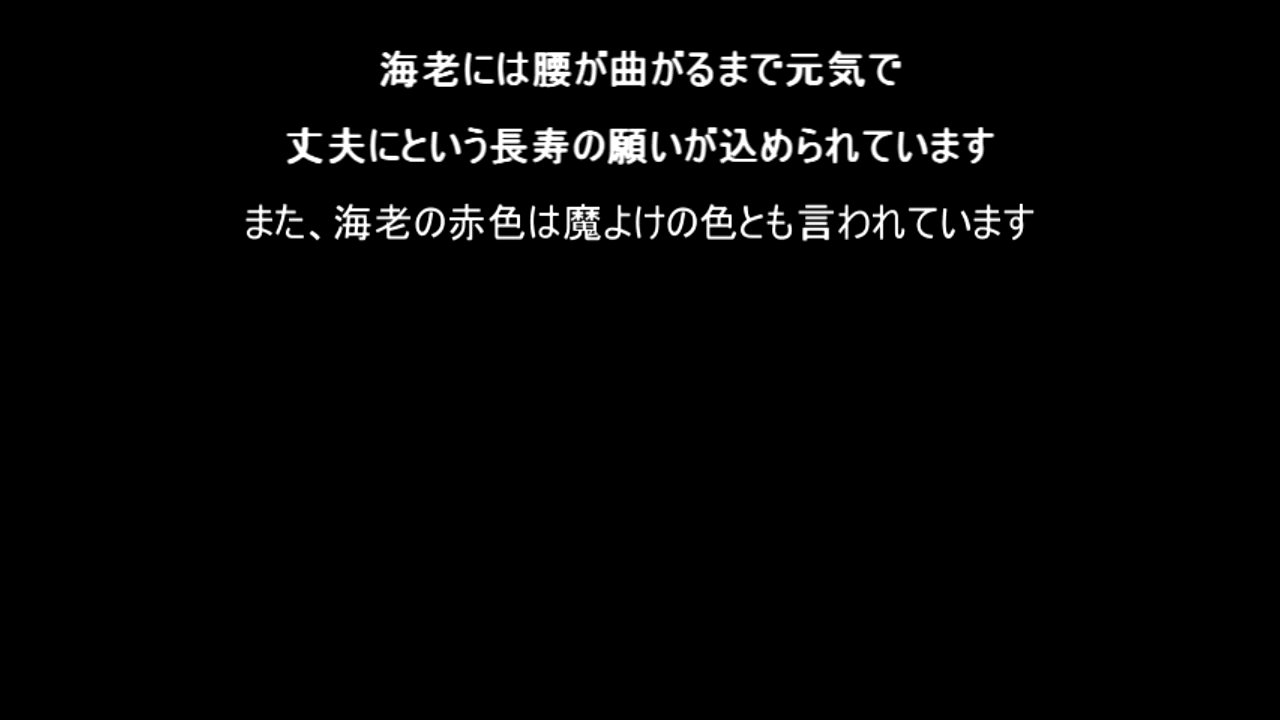 海老には腰が曲がるまで元気で
丈夫にという長寿の願いが込められています
また、海老の赤色は魔よけの色とも言われています